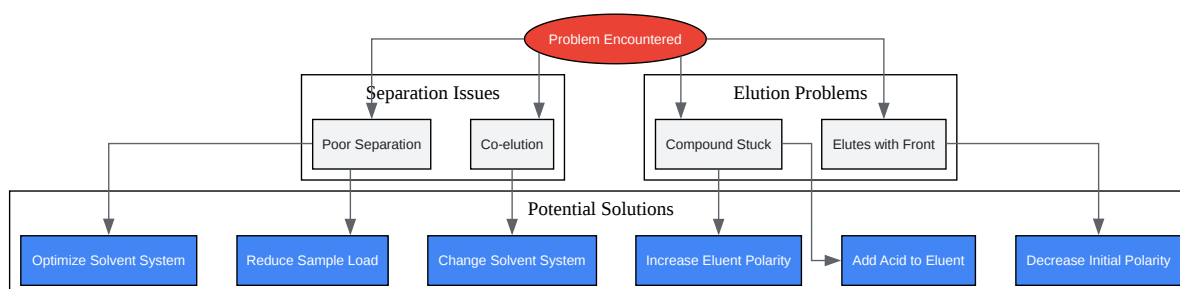 Problem Encountered
Separation Issues
Elution Problems
Poor Separation
Co-elution
Compound Stuck
Elutes with Front
Potential Solutions
Optimize Solvent System
Reduce Sample Load
Change Solvent System
Increase Eluent Polarity
Add Acid to Eluent
Decrease Initial Polarity